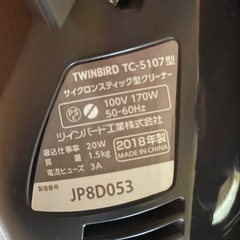 TWINBIRD TC-5107型
サイクロンスティック型クリーナー
PS E
100V 170W
50-60Hz
ツインバード工業株式会社
吸込仕事率 20W
質量 1.5kg
電流ヒューズ 3A
2018年製
MADE IN CHINA
製造番号 JP8D053